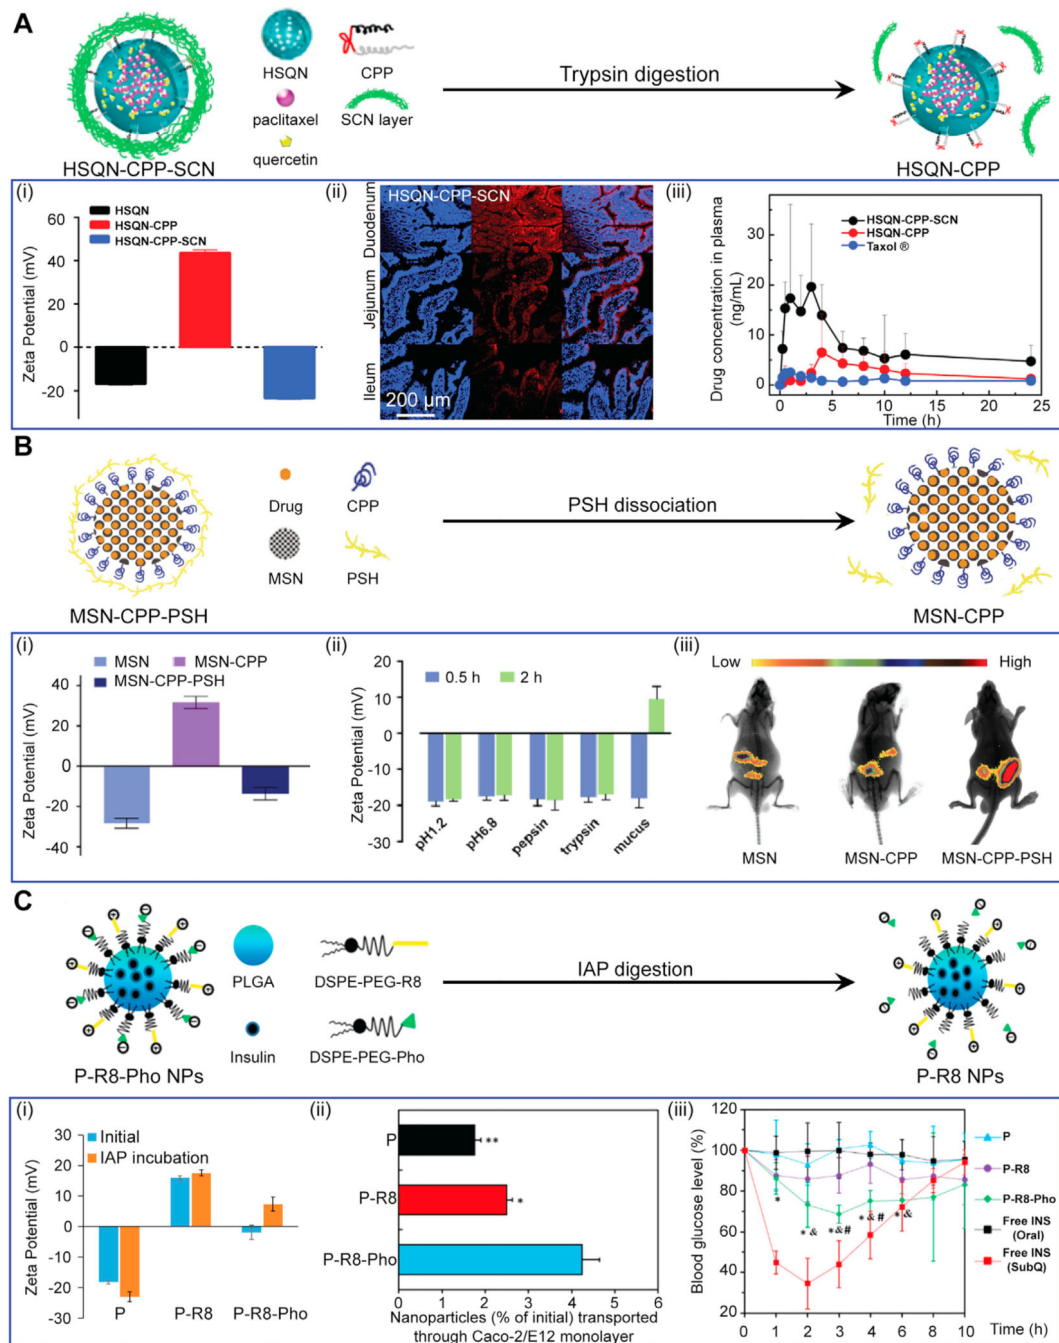 A
HSQN
CPP
paclitaxel
SCN layer
quercetin
Trypsin digestion
HSQN-CPP-SCN
HSQN-CPP
(i)
HSQN
HSQN-CPP
HSQN-CPP-SCN
Zeta Potential (mV)
60
40
20
0
-20
(ii)
HSQN-CPP-SCN
Duodenum
Jejunum
Ileum
200 μm
(iii)
HSQN-CPP-SCN
HSQN-CPP
Taxol ®
Drug concentration in plasma
(ng/mL)
30
20
10
0
0 5 10 15 20 25
Time (h)
B
Drug
CPP
MSN
PSH
PSH dissociation
MSN-CPP-PSH
MSN-CPP
(i)
MSN
MSN-CPP
MSN-CPP-PSH
Zeta Potential (mV)
40
20
0
-20
-40
(ii)
0.5 h
2 h
Zeta Potential (mV)
20
10
0
-10
-20
-30
pH1.2
pH6.8
pepsin
trypsin
mucus
(iii)
Low
High
MSN
MSN-CPP
MSN-CPP-PSH
C
PLGA
DSPE-PEG-R8
Insulin
DSPE-PEG-Pho
IAP digestion
P-R8-Pho NPs
P-R8 NPs
(i)
Initial
IAP incubation
Zeta Potential (mV)
30
20
10
0
-10
-20
-30
P
P-R8
P-R8-Pho
(ii)
P
**
P-R8
*
P-R8-Pho
0 2 4 6
Nanoparticles (% of initial) transported
through Caco-2/E12 monolayer
(iii)
Blood glucose level (%)
120
100
80
60
40
20
P
P-R8
P-R8-Pho
Free INS
(Oral)
Free INS
(SubQ)
*
*&
*&#
*&#
*&
0 2 4 6 8 10
Time (h)